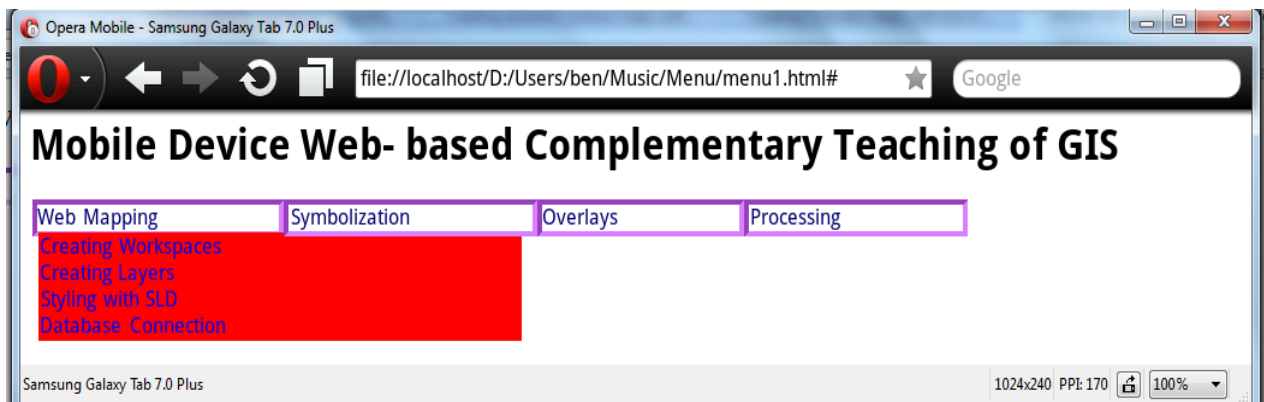 Opera Mobile - Samsung Galaxy Tab 7.0 Plus
file://localhost/D:/Users/ben/Music/Menu/menu1.html# Google
Mobile Device Web- based Complementary Teaching of GIS
Web Mapping Symbolization Overlays Processing
Creating Workspaces
Creating Layers
Styling with SLD
Database Connection
Samsung Galaxy Tab 7.0 Plus 1024x240 PPI: 170 100%